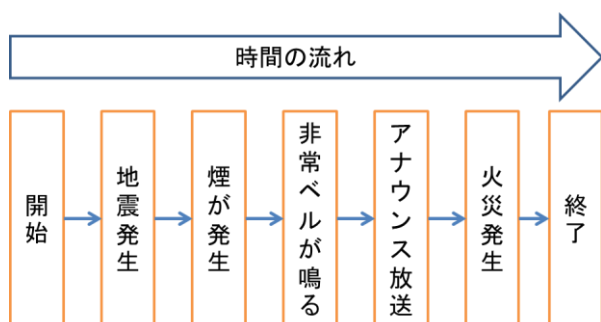 時間の流れ
開始
地震発生
煙が発生
非常ベルが鳴る
アナウンス放送
火災発生
終了